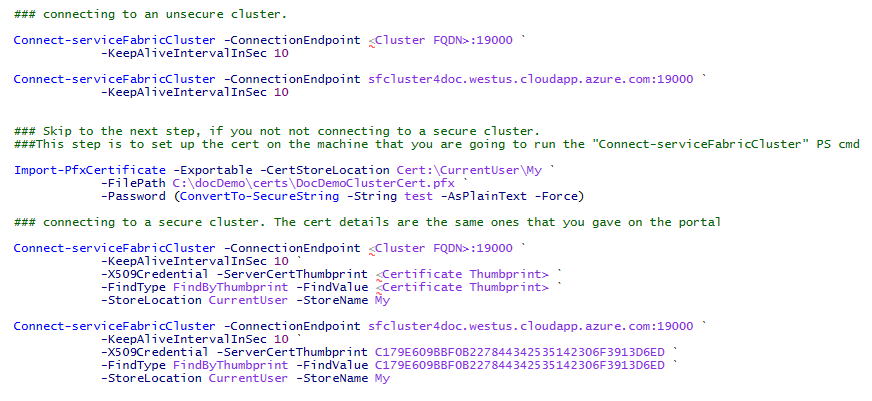 ### connecting to an unsecure cluster.
Connect-serviceFabricCluster -ConnectionEndpoint <Cluster FQDN>:19000 `
-KeepAliveIntervalInSec 10
Connect-serviceFabricCluster -ConnectionEndpoint sfcluster4doc.westus.cloudapp.azure.com:19000 `
-KeepAliveIntervalInSec 10
### Skip to the next step, if you not not connecting to a secure cluster.
###This step is to set up the cert on the machine that you are going to run the "Connect-serviceFabricCluster" PS cmd
Import-PfxCertificate -Exportable -CertStoreLocation Cert:\CurrentUser\My `
-FilePath C:\docDemo\certs\DocDemoClusterCert.pfx `
-Password (ConvertTo-SecureString -String test -AsPlainText -Force)
### connecting to a secure cluster. The cert details are the same ones that you gave on the portal
Connect-serviceFabricCluster -ConnectionEndpoint <Cluster FQDN>:19000 `
-KeepAliveIntervalInSec 10 `
-X509Credential -ServerCertThumbprint <Certificate Thumbprint> `
-FindType FindByThumbprint -FindValue <Certificate Thumbprint> `
-StoreLocation CurrentUser -StoreName My
Connect-serviceFabricCluster -ConnectionEndpoint sfcluster4doc.westus.cloudapp.azure.com:19000 `
-KeepAliveIntervalInSec 10 `
-X509Credential -ServerCertThumbprint C179E609BBF0B227844342535142306F3913D6ED `
-FindType FindByThumbprint -FindValue C179E609BBF0B227844342535142306F3913D6ED `
-StoreLocation CurrentUser -StoreName My